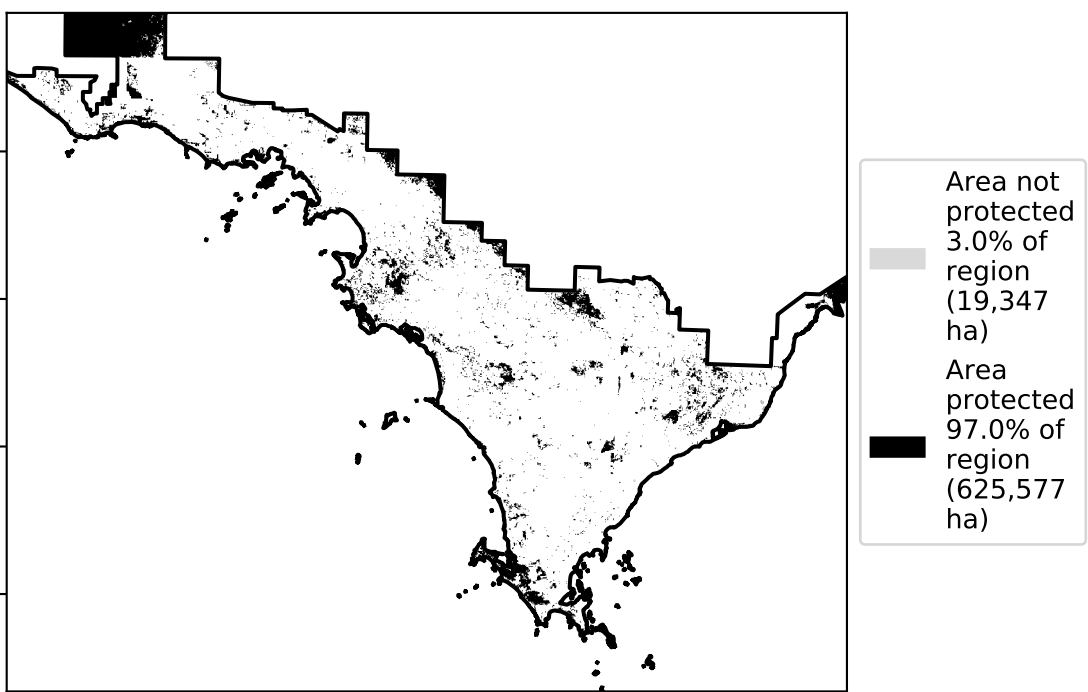 Area not
protected
3.0% of
region
(19,347
ha)
Area
protected
97.0% of
region
(625,577
ha)